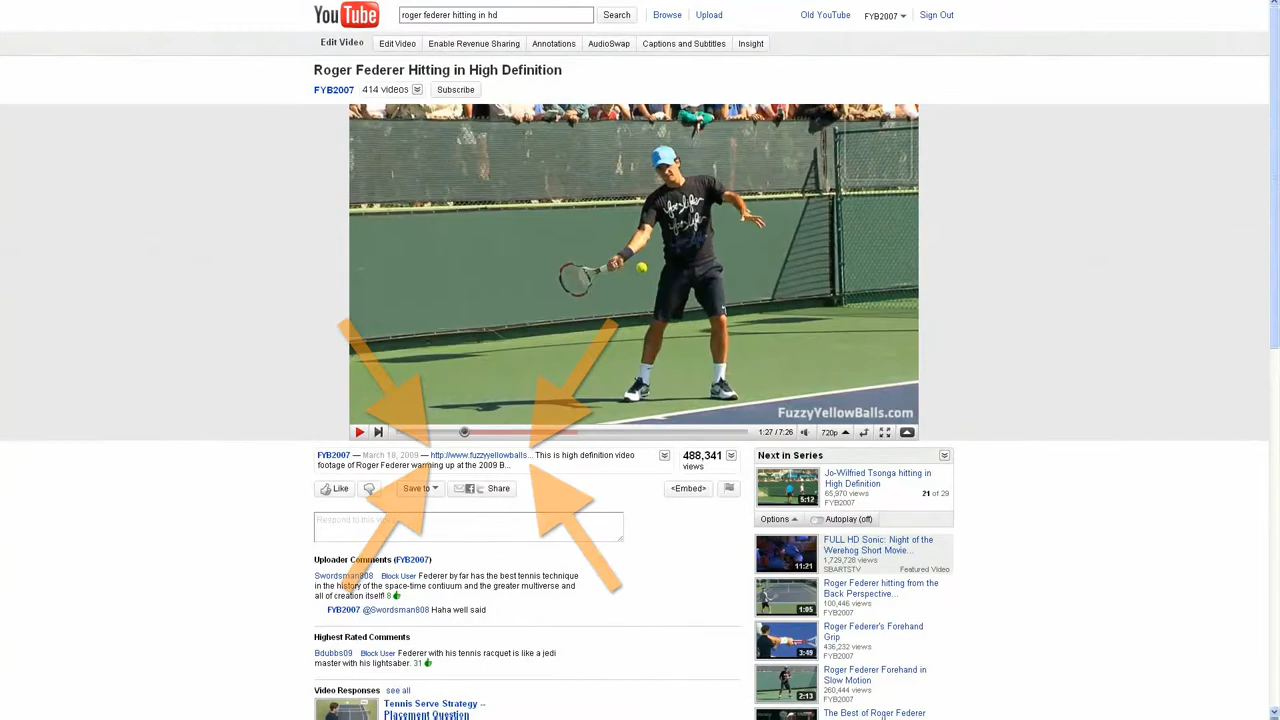 YouTube
roger federer hitting in hd
Search
Browse
Upload
Old YouTube
FYB2007
Sign Out
Edit Video
Edit Video
Enable Revenue Sharing
Annotations
AudioSwap
Captions and Subtitles
Insight
Roger Federer Hitting in High Definition
FYB2007 414 videos
Subscribe
FuzzyYellowBalls.com
1:27 / 7:26
720p
FYB2007 — March 18, 2009 — http://www.fuzzyyellowballs... This is high definition video
footage of Roger Federer warming up at the 2009 B...
488,341
views
Like
Save to
Share
<Embed>
Respond to this
Uploader Comments (FYB2007)
Swordsman808 Block User Federer by far has the best tennis technique
in the history of the space-time contiuum and the greater multiverse and
all of creation itself! 8
FYB2007 @Swordsman808 Haha well said
Highest Rated Comments
Bdubbs09 Block User Federer with his tennis racquet is like a jedi
master with his lightsaber. 31
Video Responses see all
Tennis Serve Strategy --
Placement Question
Next in Series
5:12
Jo-Wilfried Tsonga hitting in
High Definition
65,970 views
21 of 29
FYB2007
Options
Autoplay (off)
11:21
FULL HD Sonic: Night of the
Werehog Short Movie...
1,729,728 views
SBARTSTV
Featured Video
1:05
Roger Federer hitting from the
Back Perspective...
100,446 views
FYB2007
3:49
Roger Federer's Forehand
Grip
436,232 views
FYB2007
2:13
Roger Federer Forehand in
Slow Motion
260,444 views
FYB2007
The Best of Roger Federer